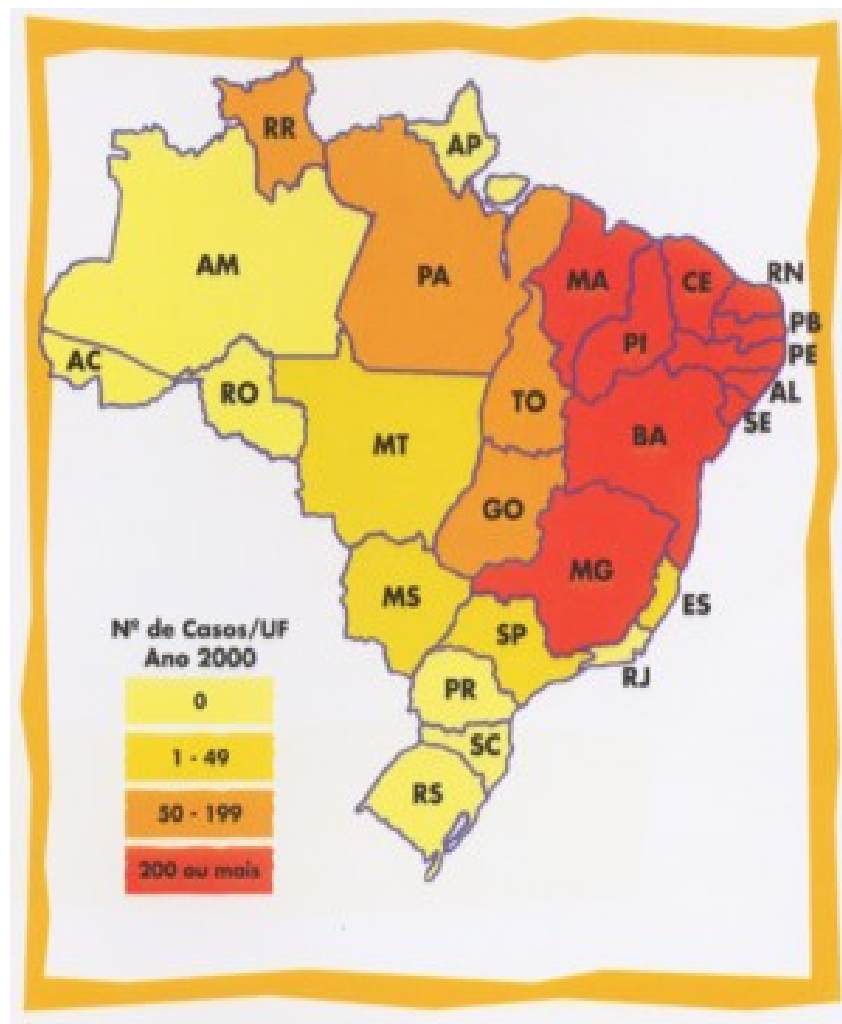 RR
AP
AM
PA
MA
CE
RN
PB
PI
PE
AC
RO
TO
AL
SE
MT
BA
GO
MG
MS
ES
SP
Nº de Casos/UF
Ano 2000
RJ
PR
0
SC
1 - 49
RS
50 - 199
200 ou mais